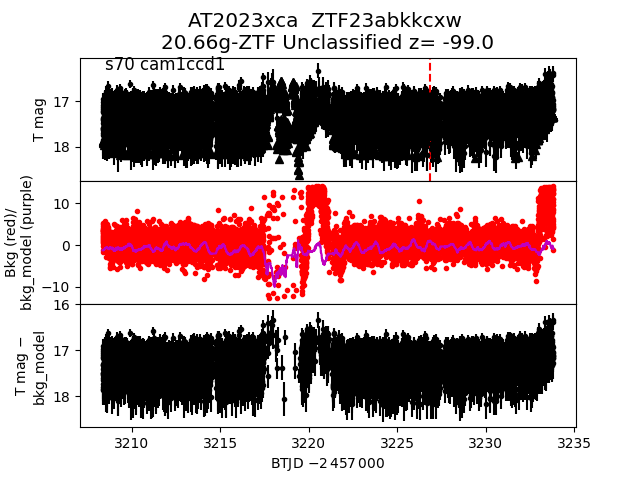 AT2023xca  ZTF23abkkcxw
20.66g-ZTF Unclassified z= -99.0
s70 cam1ccd1
T mag
17
18
Bkg (red)/
bkg_model (purple)
10
0
−10
T mag −
bkg_model
16
17
18
3210 3215 3220 3225 3230 3235
BTJD −2 457 000